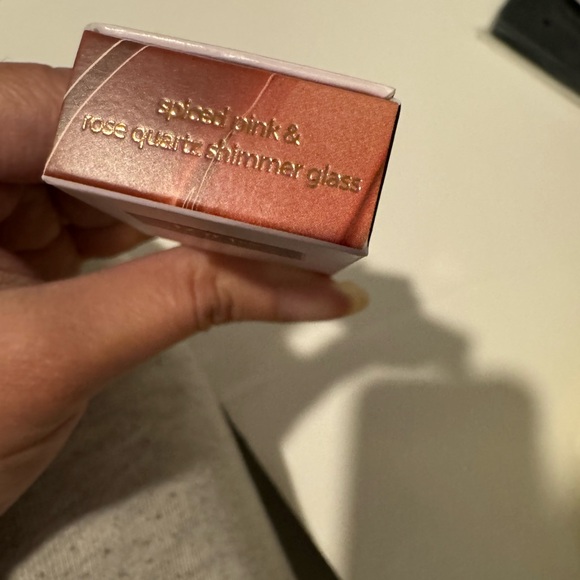 spiced pink &
rose quartz shimmer glass